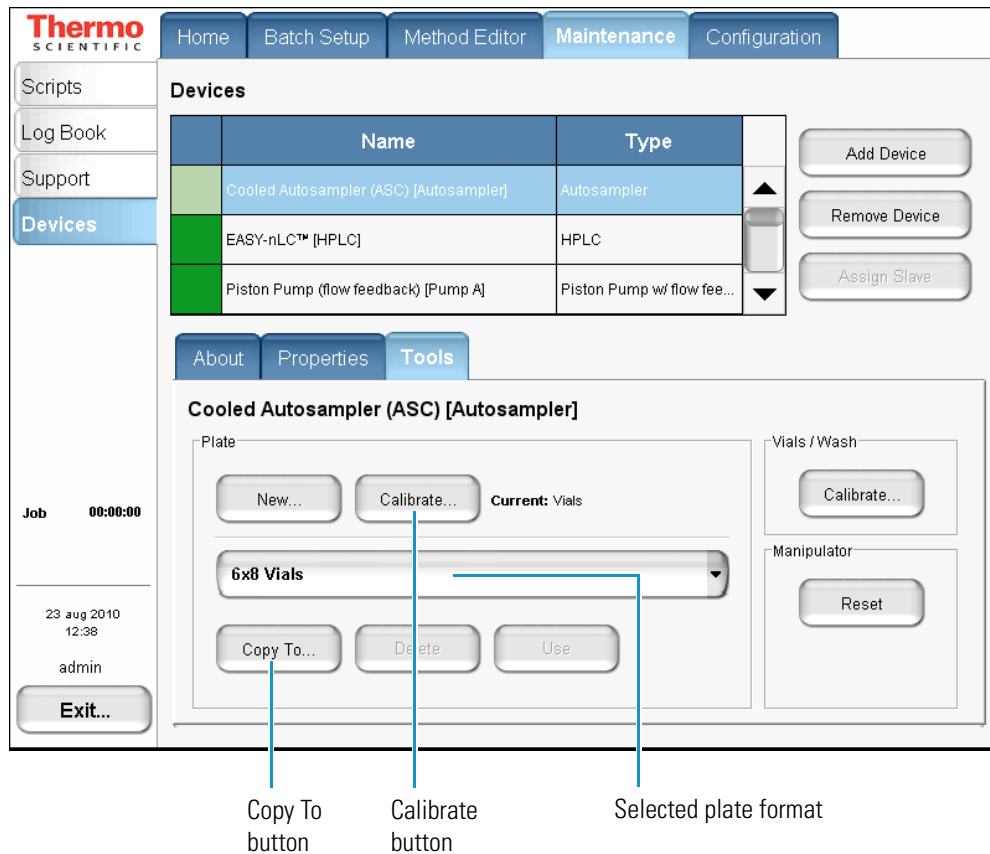 Thermo
SCIENTIFIC
Home
Batch Setup
Method Editor
Maintenance
Configuration
Scripts
Log Book
Support
Devices
Devices
Name
Type
Cooled Autosampler (ASC) [Autosampler]
Autosampler
EASY-nLC™ [HPLC]
HPLC
Piston Pump (flow feedback) [Pump A]
Piston Pump w/ flow fee...
Add Device
Remove Device
Assign Slave
About
Properties
Tools
Cooled Autosampler (ASC) [Autosampler]
Plate
New...
Calibrate...
Current: Vials
6x8 Vials
Copy To...
Delete
Use
Vials / Wash
Calibrate...
Manipulator
Reset
Job 00:00:00
23 aug 2010
12:38
admin
Exit...
Copy To
button
Calibrate
button
Selected plate format